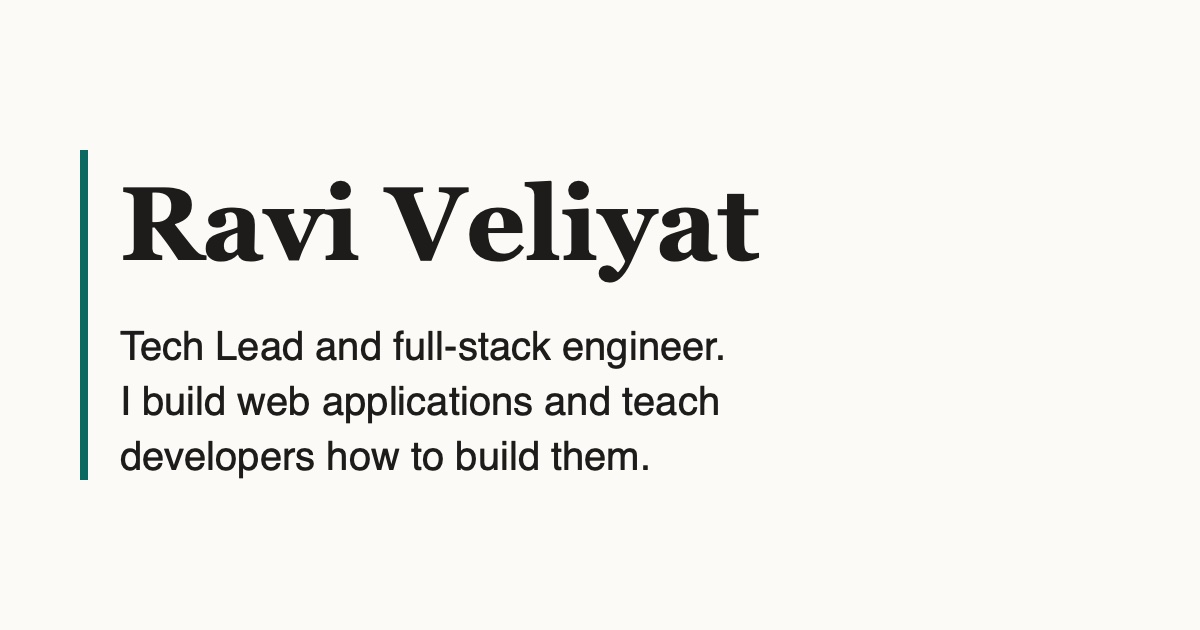 Ravi Veliyat
Tech Lead and full-stack engineer.
I build web applications and teach
developers how to build them.